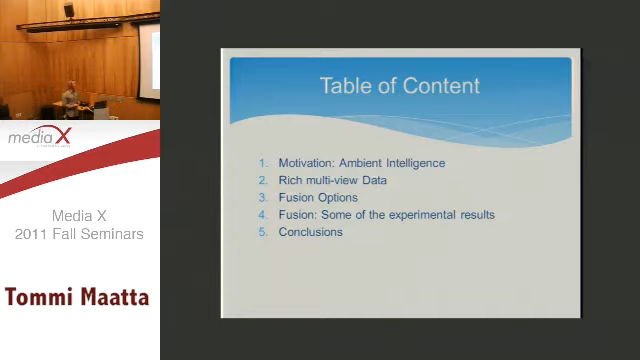 media X
Media X
2011 Fall Seminars
Tommi Maatta
Table of Content
1. Motivation: Ambient Intelligence
2. Rich multi-view Data
3. Fusion Options
4. Fusion: Some of the experimental results
5. Conclusions